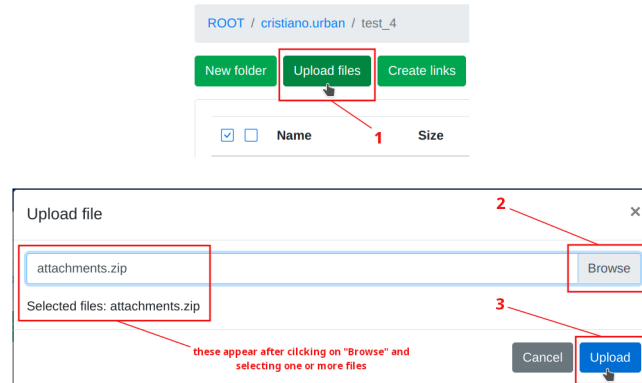 ROOT / cristiano.urban / test_4
New folder Upload files Create links
Name Size
1
Upload file ×
2
attachments.zip Browse
Selected files: attachments.zip
3
these appear after cilcking on "Browse" and
selecting one or more files
Cancel Upload